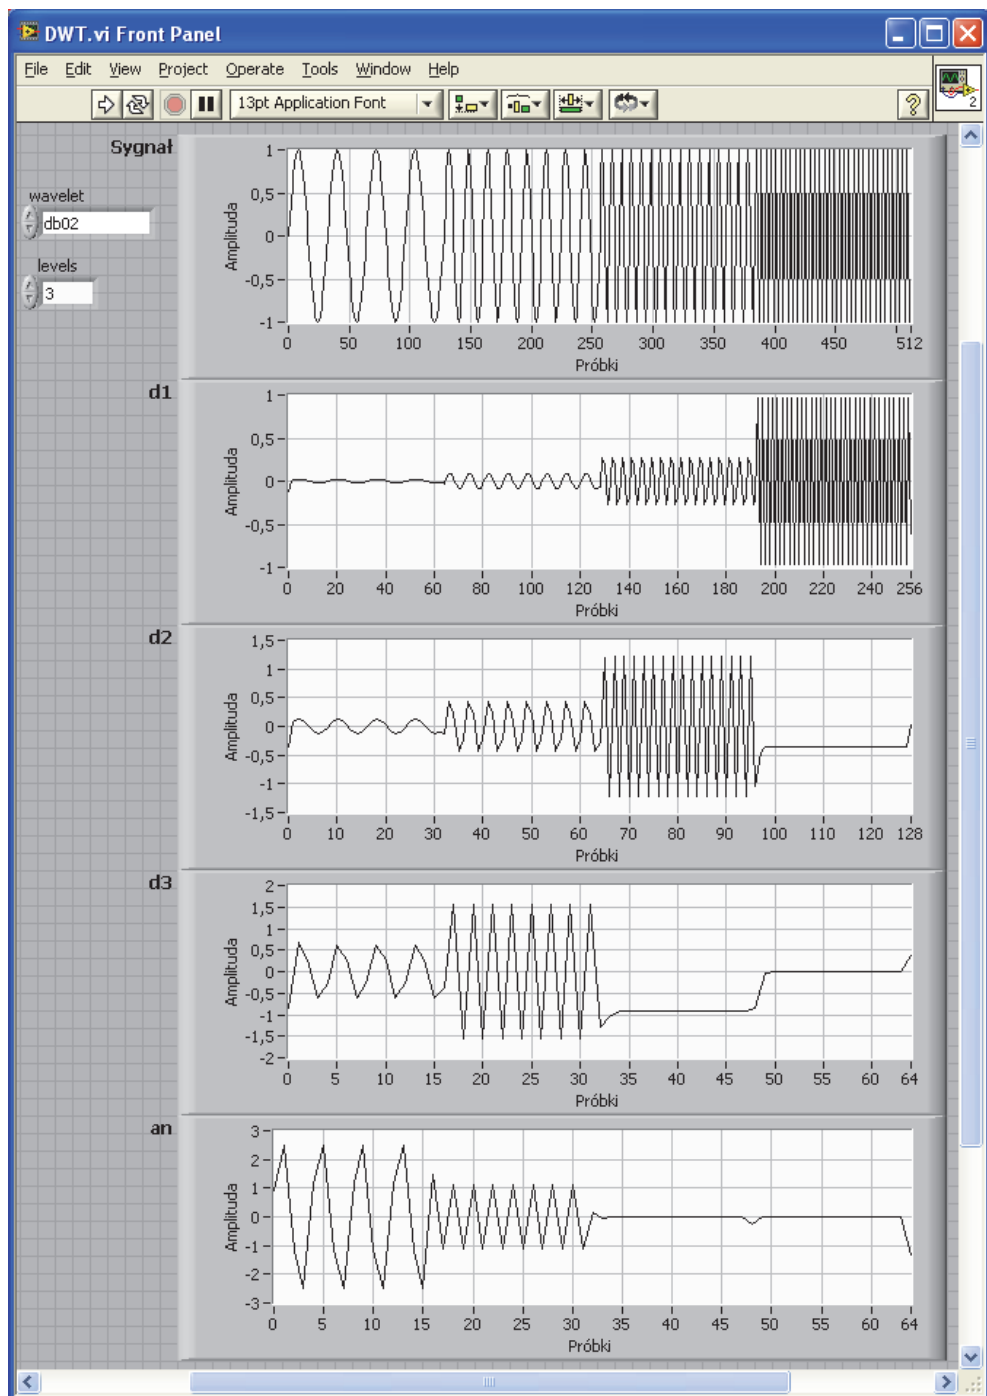 DWT.vi Front Panel
File Edit View Project Operate Tools Window Help
13pt Application Font
2
Sygnał
wavelet
db02
levels
3
Amplituda
1
0,5
0
-0,5
-1
0 50 100 150 200 250 300 350 400 450 512
Próbki
d1
Amplituda
1
0,5
0
-0,5
-1
0 20 40 60 80 100 120 140 160 180 200 220 240 256
Próbki
d2
Amplituda
1,5
1
0,5
0
-0,5
-1
-1,5
0 10 20 30 40 50 60 70 80 90 100 110 120 128
Próbki
d3
Amplituda
2
1,5
1
0,5
0
-0,5
-1
-1,5
-2
0 5 10 15 20 25 30 35 40 45 50 55 60 64
Próbki
an
Amplituda
3
2
1
0
-1
-2
-3
0 5 10 15 20 25 30 35 40 45 50 55 60 64
Próbki